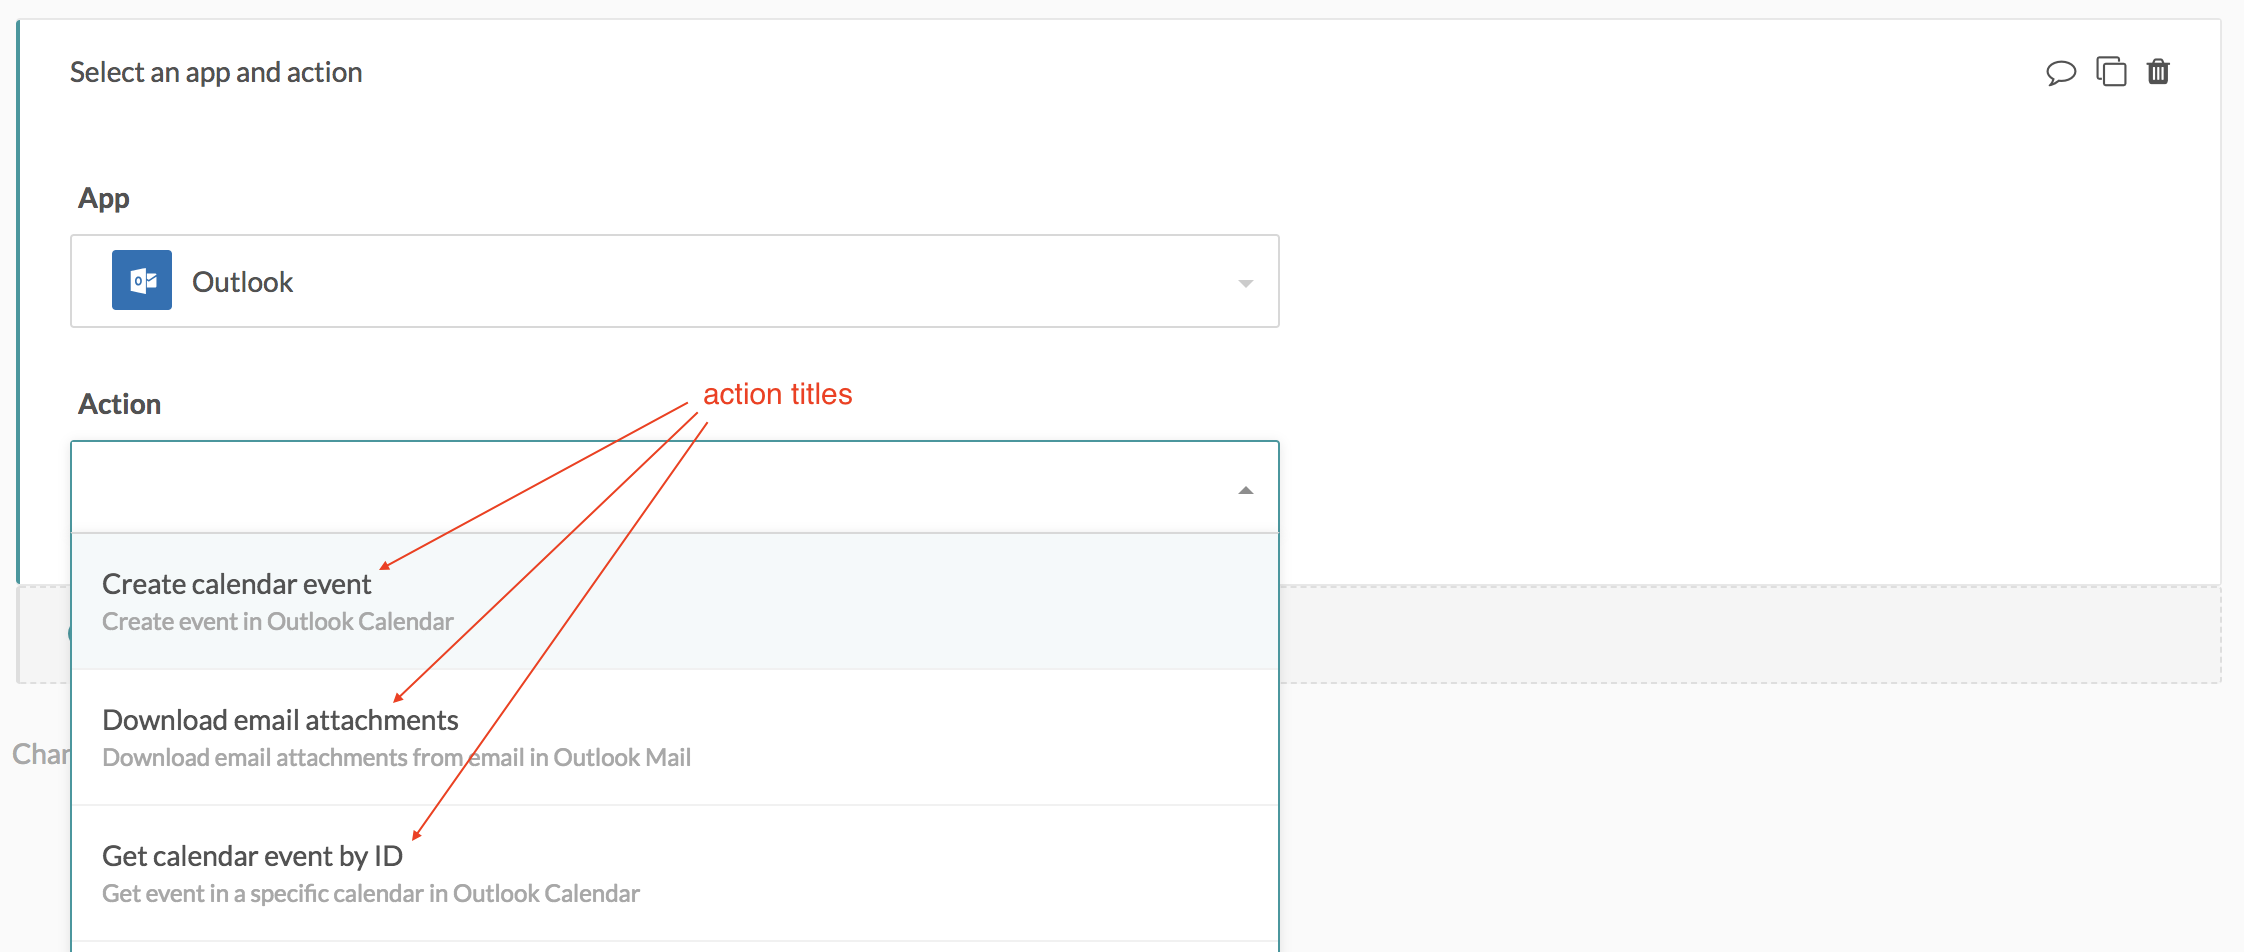 Select an app and action
App
Outlook
Action
action titles
Create calendar event
Create event in Outlook Calendar
Download email attachments
Download email attachments from email in Outlook Mail
Get calendar event by ID
Get event in a specific calendar in Outlook Calendar